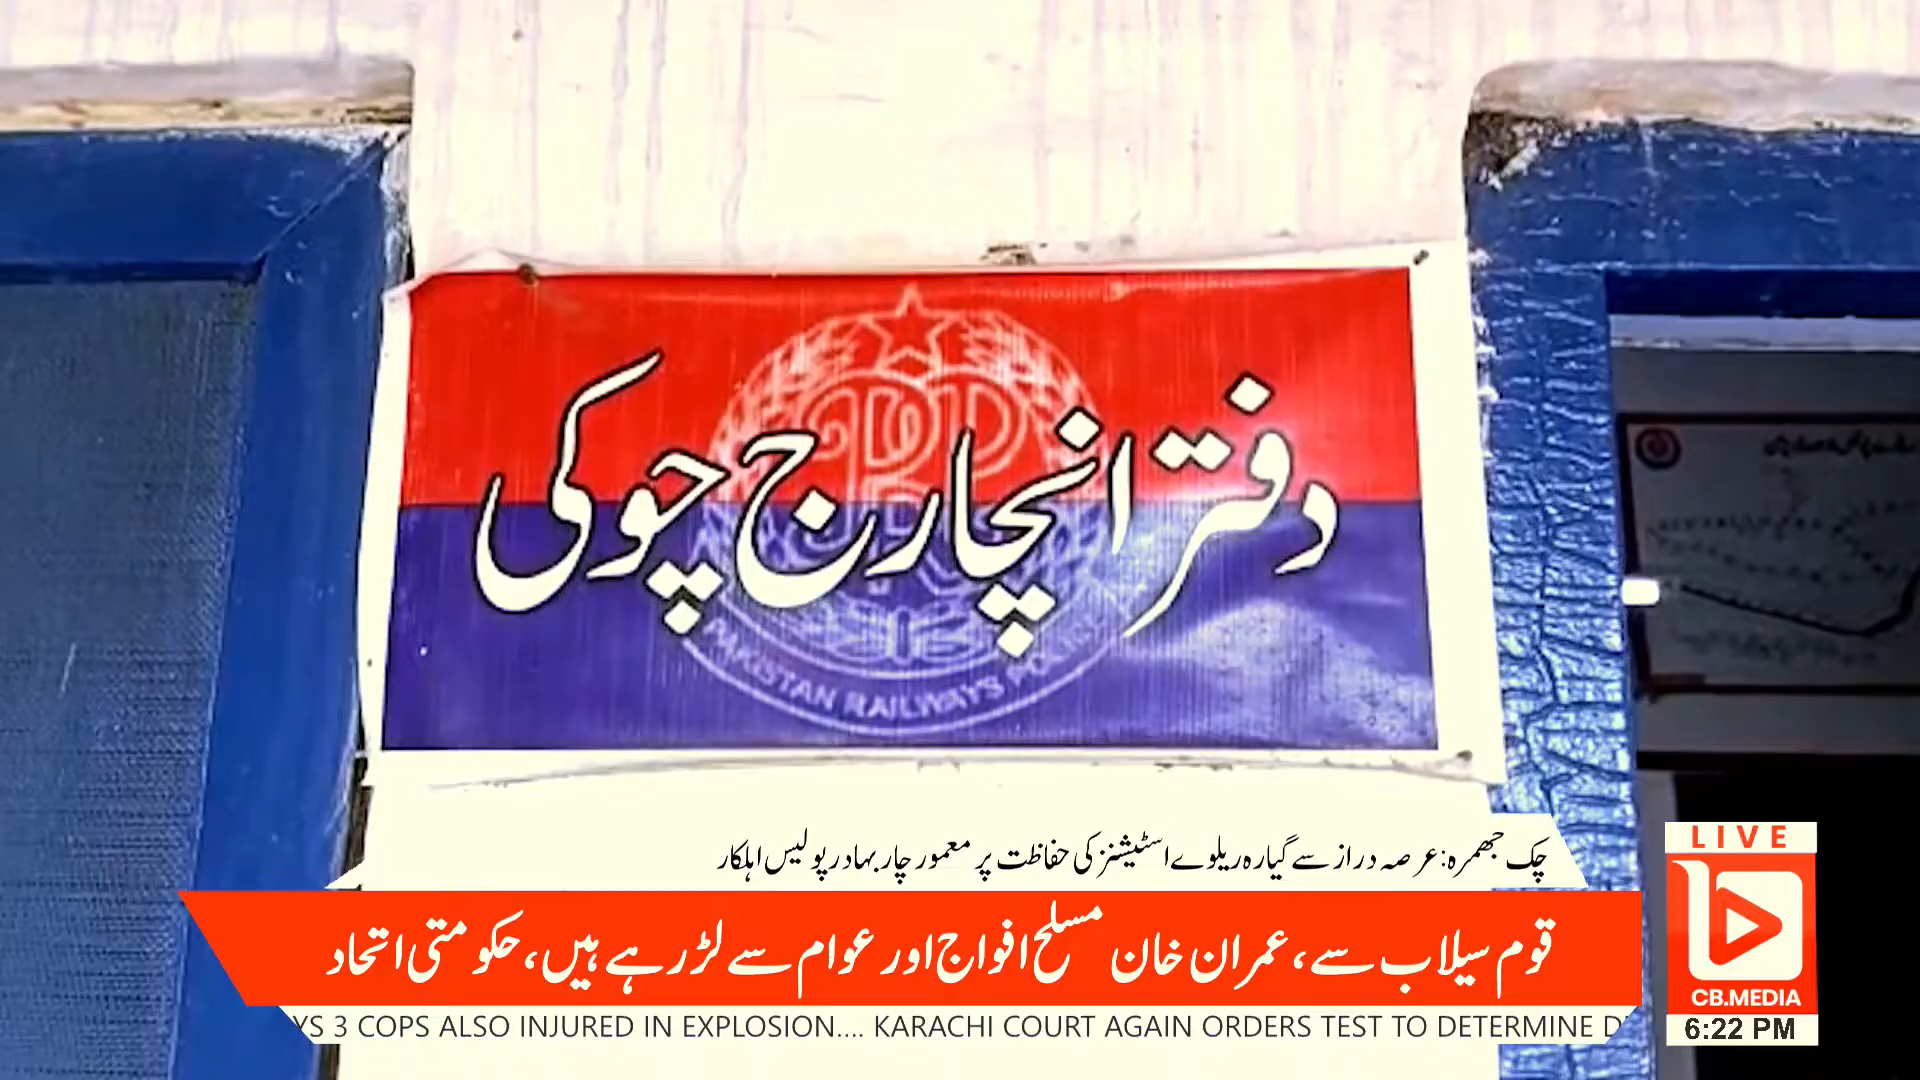 دفتر انچارج چوکی
PAKISTAN RAILWAYS POLICE
چک جھمرہ: عرصہ دراز سے گیارہ ریلوے اسٹیشنز کی حفاظت پر معمور چار بہادر پولیس اہلکار
قوم سیلاب سے، عمران خان مسلح افواج اور عوام سے لڑ رہے ہیں، حکومتی اتحاد
YS 3 COPS ALSO INJURED IN EXPLOSION.... KARACHI COURT AGAIN ORDERS TEST TO DETERMINE D
LIVE
CB.MEDIA
6:22 PM